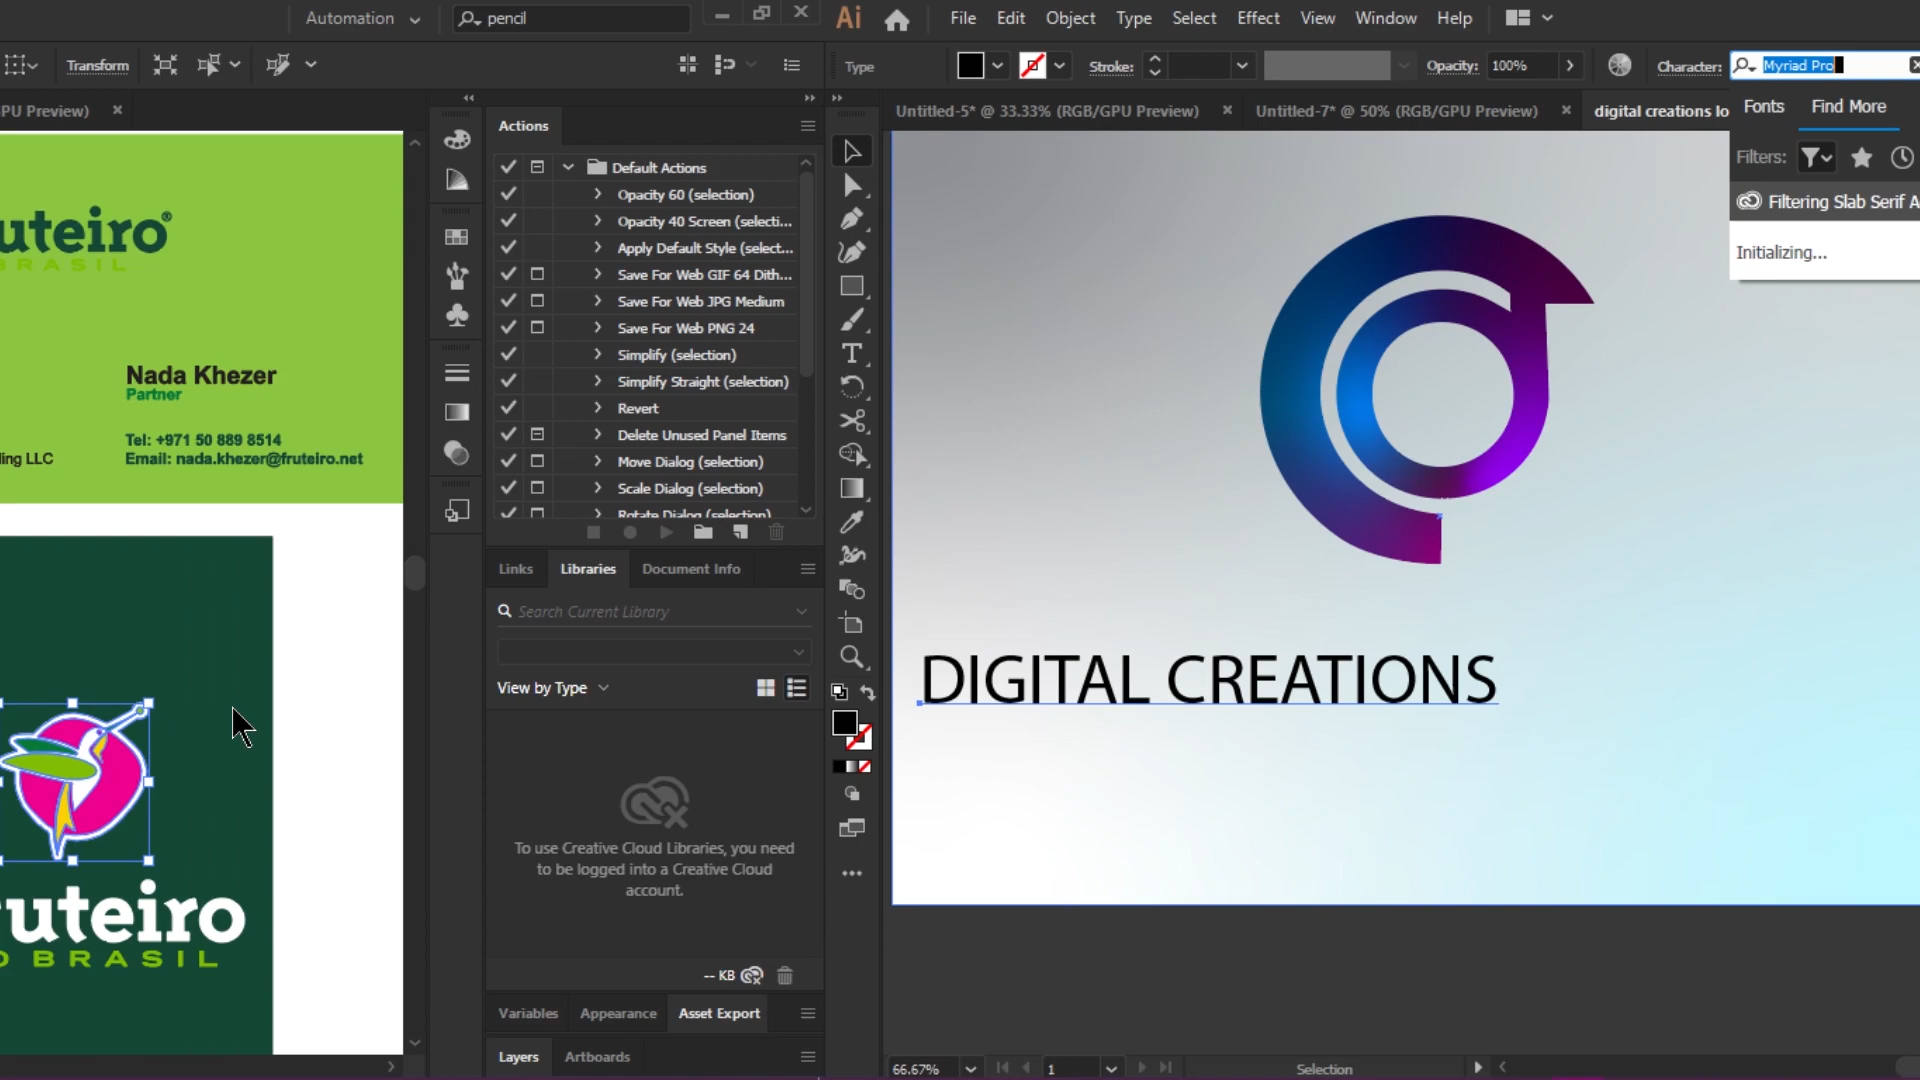 Automation
pencil
Ai
File
Edit
Object
Type
Select
Effect
View
Window
Help
Transform
Type
Stroke:
Opacity:
100%
Character:
Myriad Pro
PU Preview)
Untitled-5* @ 33.33% (RGB/GPU Preview)
Untitled-7* @ 50% (RGB/GPU Preview)
digital creations lo
Fonts
Find More
Filters:
Filtering Slab Serif A
Initializing...
uteiro®
BRASIL
Nada Khezer
Partner
Tel: +971 50 889 8514
ling LLC
Email: nada.khezer@fruteiro.net
ruteiro
O BRASIL
Actions
Default Actions
Opacity 60 (selection)
Opacity 40 Screen (selecti...
Apply Default Style (select...
Save For Web GIF 64 Dith...
Save For Web JPG Medium
Save For Web PNG 24
Simplify (selection)
Simplify Straight (selection)
Revert
Delete Unused Panel Items
Move Dialog (selection)
Scale Dialog (selection)
Rotate Dialog (selection)
Links
Libraries
Document Info
Search Current Library
View by Type
To use Creative Cloud Libraries, you need
to be logged into a Creative Cloud
account.
-- KB
Variables
Appearance
Asset Export
Layers
Artboards
DIGITAL CREATIONS
66.67%
1
Selection